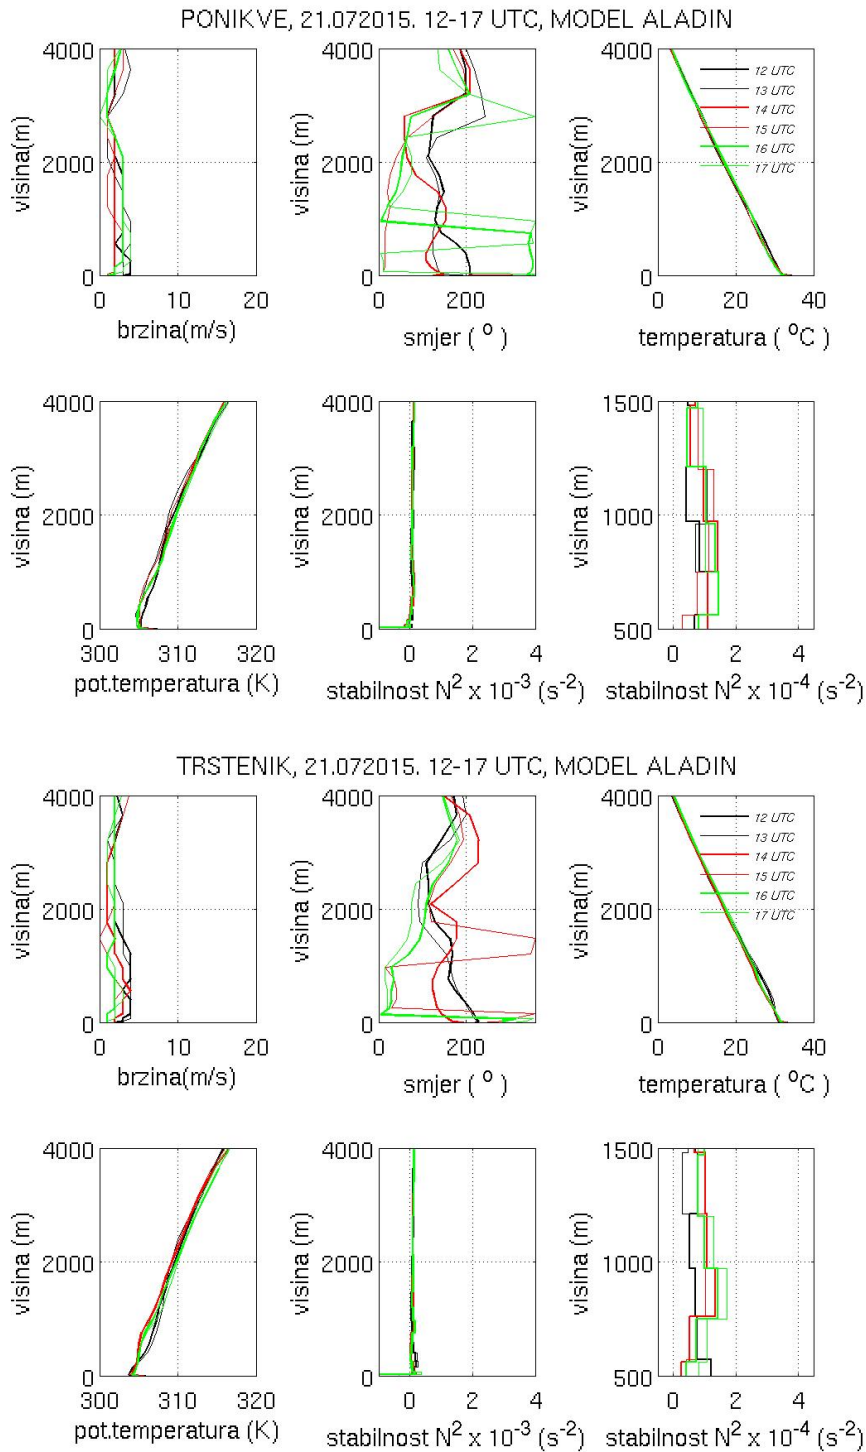 PONIKVE, 21.072015. 12-17 UTC, MODEL ALADIN
4000
2000
0
visina(m)
0 10 20
brzina(m/s)
4000
2000
0
visina (m)
0 200
smjer ( º )
4000
2000
0
visina (m)
0 20 40
temperatura ( ºC )
12 UTC
13 UTC
14 UTC
15 UTC
16 UTC
17 UTC
4000
2000
0
visina (m)
300 310 320
pot.temperatura (K)
4000
2000
0
visina (m)
0 2 4
stabilnost N² x 10⁻³ (s⁻²)
1500
1000
500
visina (m)
0 2 4
stabilnost N² x 10⁻⁴ (s⁻²)
TRSTENIK, 21.072015. 12-17 UTC, MODEL ALADIN
4000
2000
0
visina(m)
0 10 20
brzina(m/s)
4000
2000
0
visina (m)
0 200
smjer ( º )
4000
2000
0
visina (m)
0 20 40
temperatura ( ºC )
12 UTC
13 UTC
14 UTC
15 UTC
16 UTC
17 UTC
4000
2000
0
visina (m)
300 310 320
pot.temperatura (K)
4000
2000
0
visina (m)
0 2 4
stabilnost N² x 10⁻³ (s⁻²)
1500
1000
500
visina (m)
0 2 4
stabilnost N² x 10⁻⁴ (s⁻²)